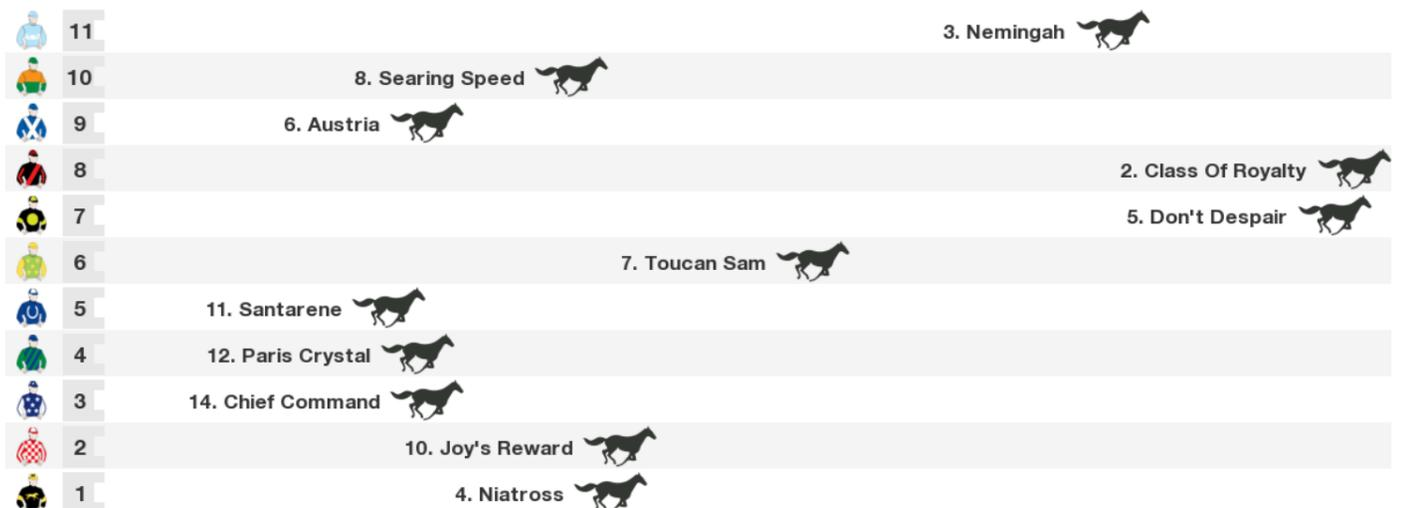 11 3. Nemingah
10 8. Searing Speed
9 6. Austria
8 2. Class Of Royalty
7 5. Don't Despair
6 7. Toucan Sam
5 11. Santarene
4 12. Paris Crystal
3 14. Chief Command
2 10. Joy's Reward
1 4. Niatross